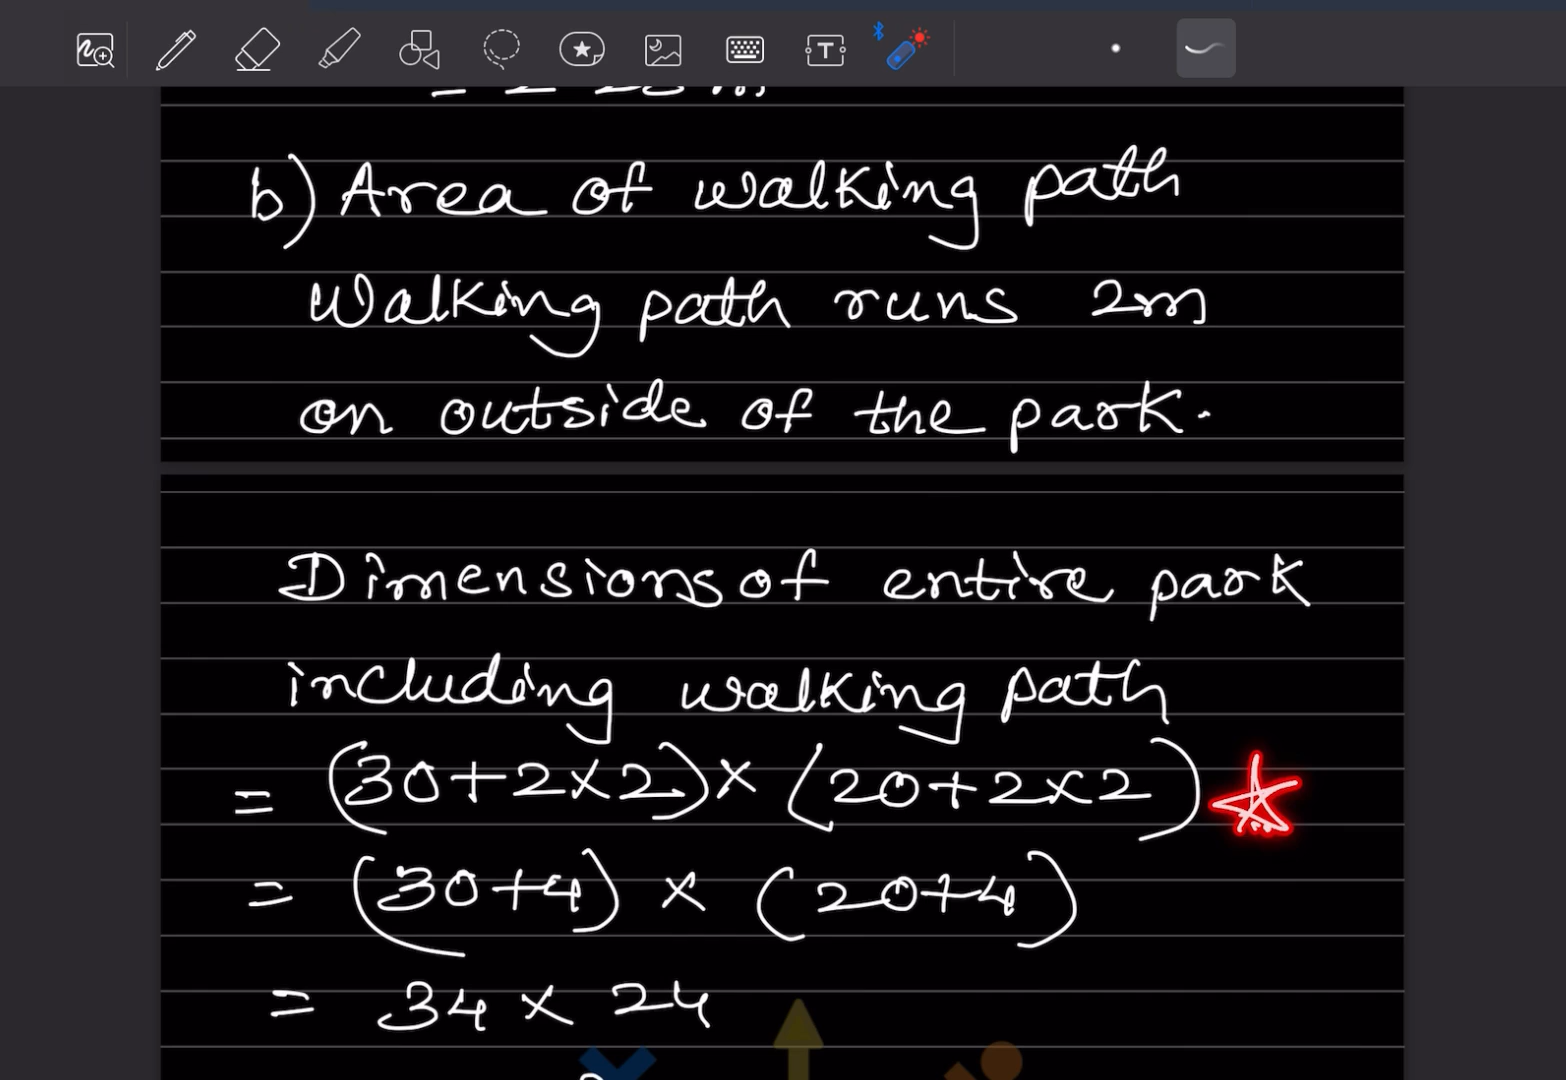 b) Area of walking path
Walking path runs 2m
on outside of the park.
Dimensions of entire park
including walking path
= (30+2×2)×(20+2×2)
= (30+4) × (20+4)
= 34 × 24